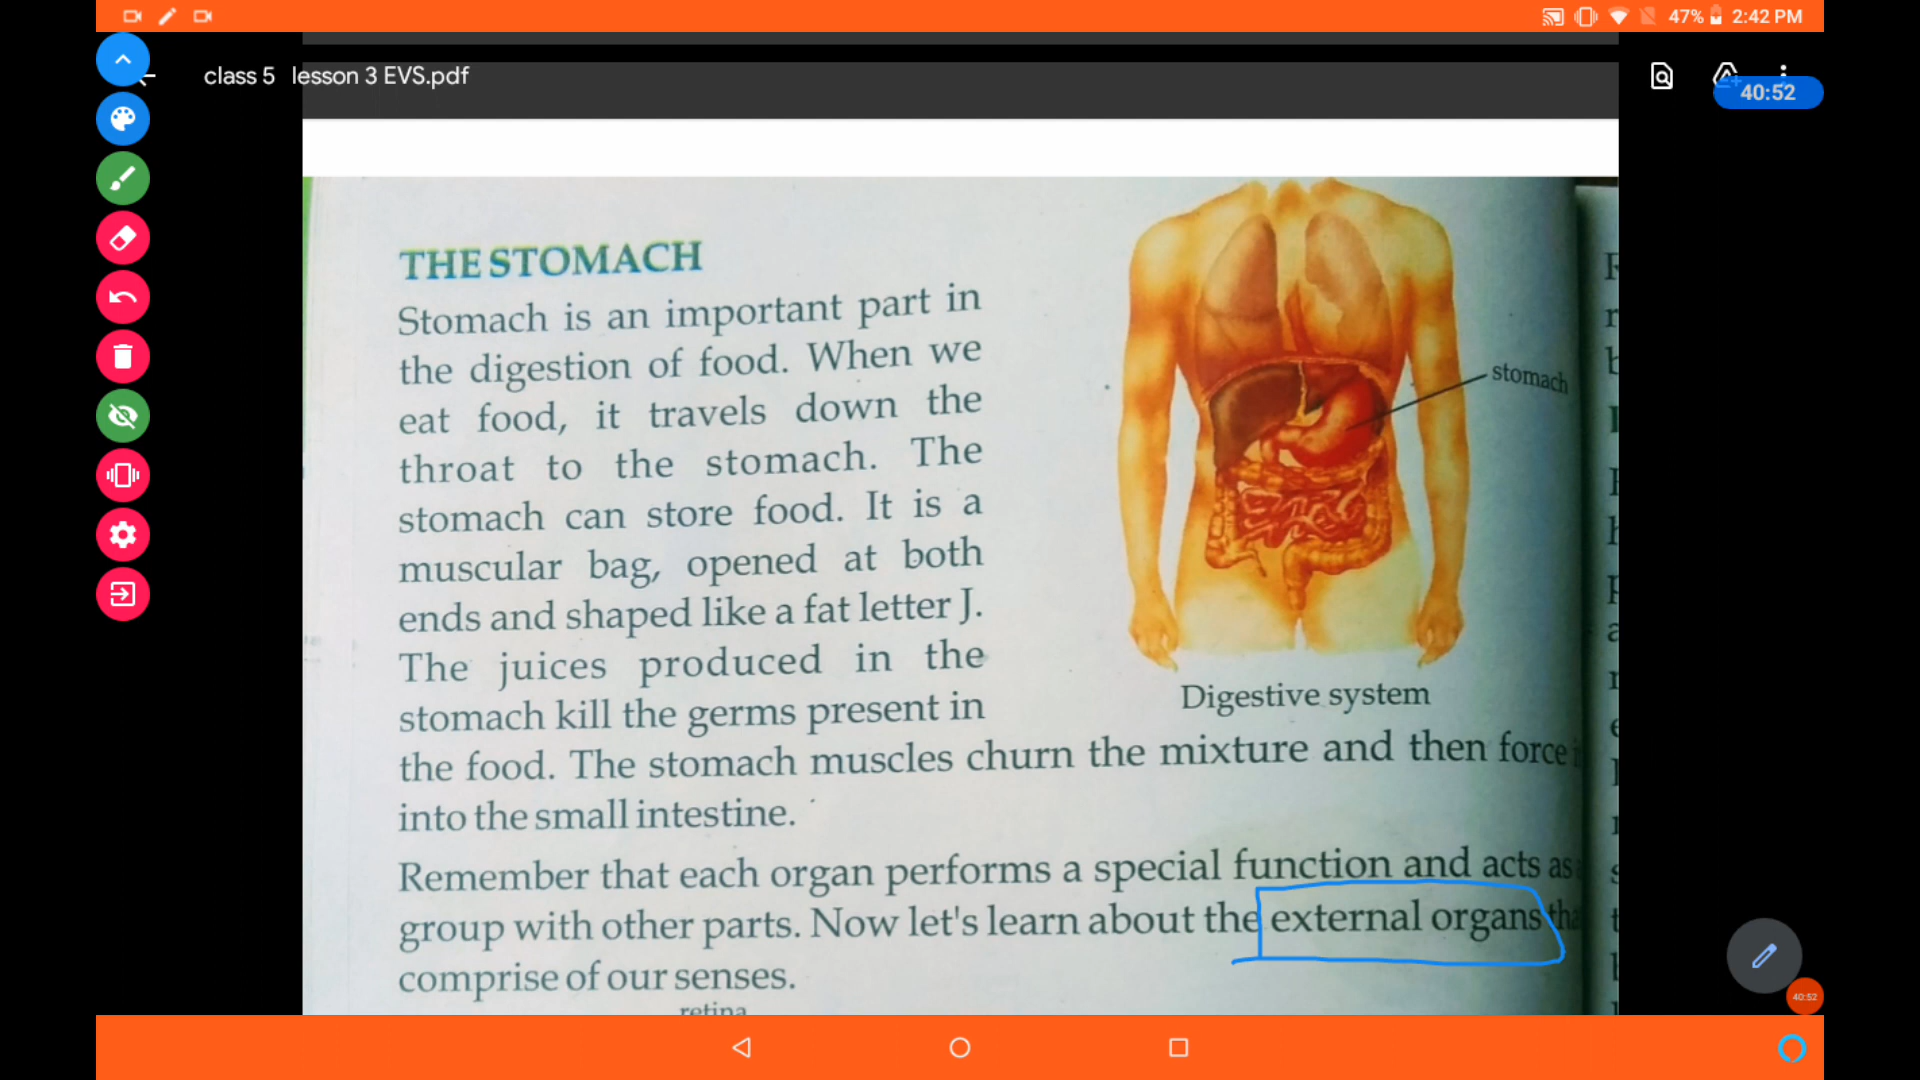 47% 2:42 PM
class 5 lesson 3 EVS.pdf
40:52
THE STOMACH
Stomach is an important part in
the digestion of food. When we
eat food, it travels down the
throat to the stomach. The
stomach can store food. It is a
muscular bag, opened at both
ends and shaped like a fat letter J.
The juices produced in the
stomach kill the germs present in
the food. The stomach muscles churn the mixture and then force
into the small intestine.
stomach
Digestive system
Remember that each organ performs a special function and acts as
group with other parts. Now let's learn about the external organs
comprise of our senses.
retina
40:52